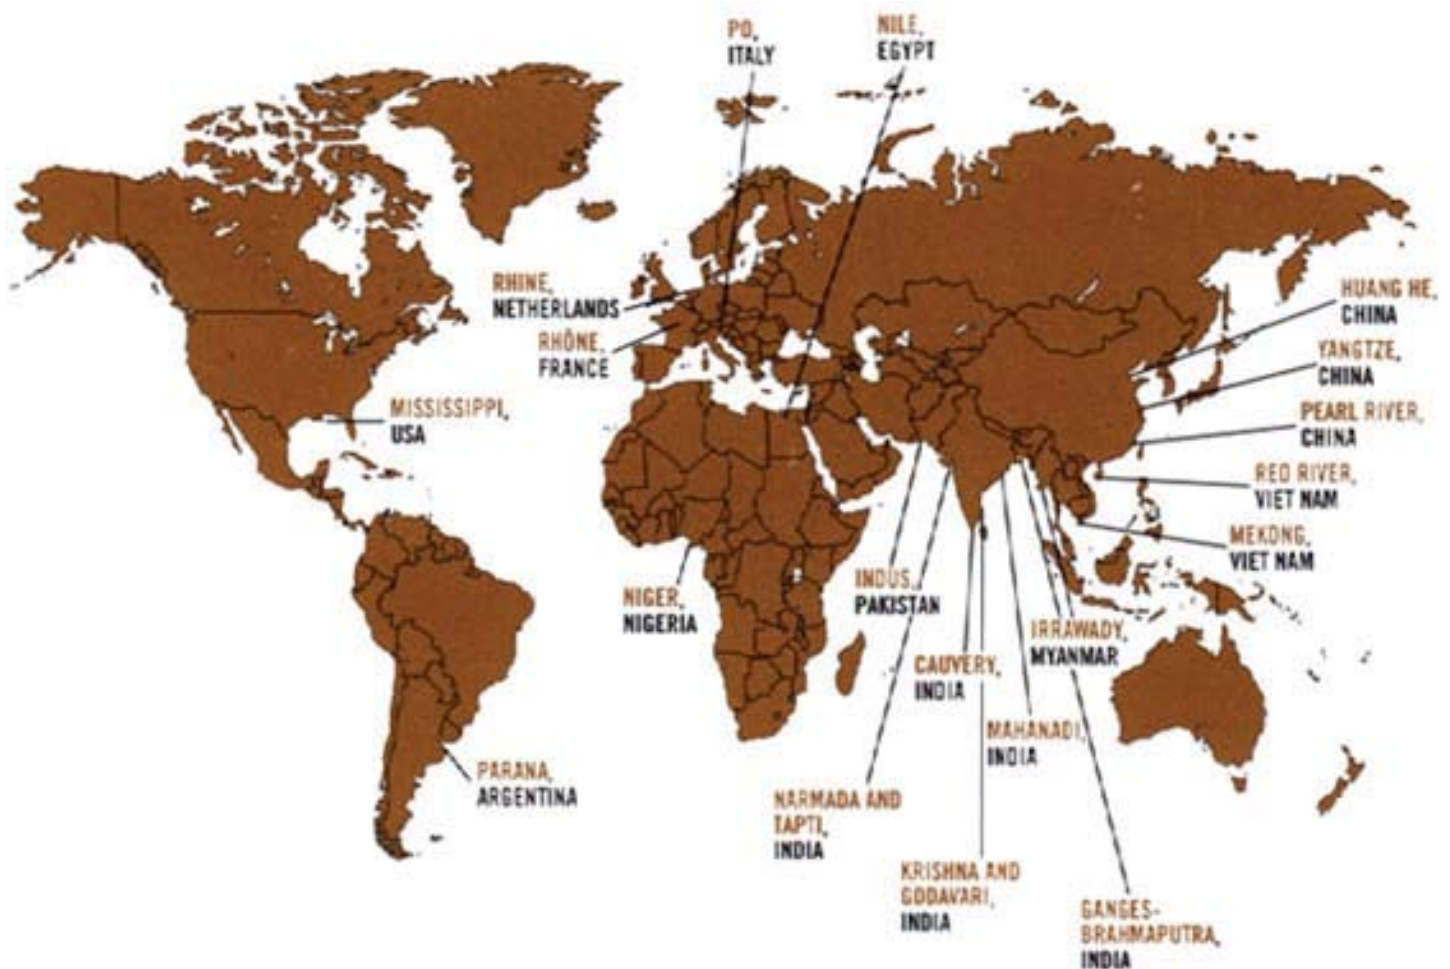 PO,
ITALY
NILE,
EGYPT
RHINE,
NETHERLANDS
RHÔNE,
FRANCE
HUANG HE,
CHINA
YANGTZE,
CHINA
MISSISSIPPI,
USA
PEARL RIVER,
CHINA
RED RIVER,
VIET NAM
MEKONG,
VIET NAM
NIGER,
NIGERIA
INDUS,
PAKISTAN
IRRAWADY,
MYANMAR
CAUVERY,
INDIA
MAHANADI,
INDIA
PARANA,
ARGENTINA
NARMADA AND
TAPTI,
INDIA
KRISHNA AND
GODAVARI,
INDIA
GANGES-
BRAHMAPUTRA,
INDIA